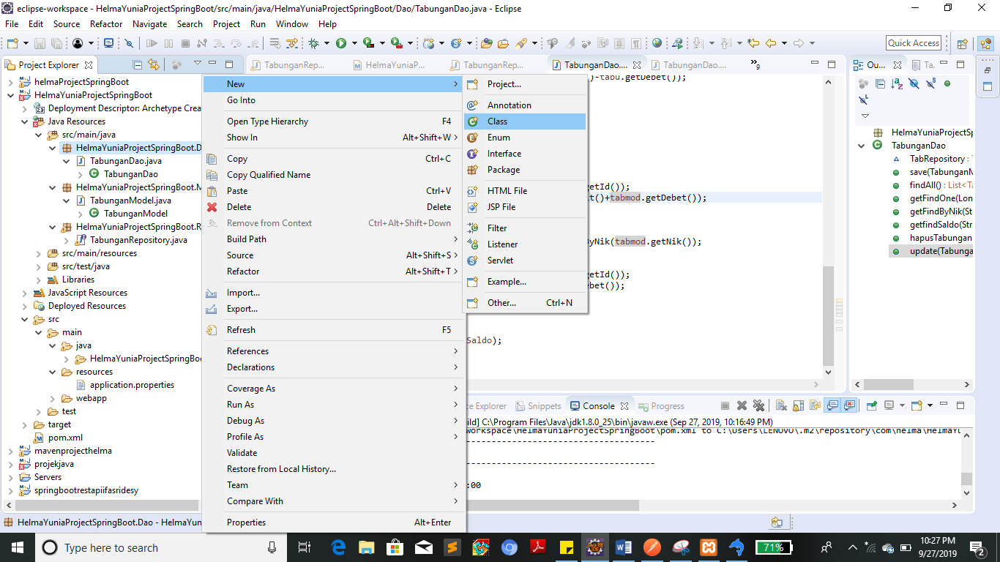 eclipse-workspace - HelmaYuniaProjectSpringBoot/src/main/java/HelmaYuniaProjectSpringBoot/Dao/TabunganDao.java - Eclipse
File Edit Source Refactor Navigate Search Project Run Window Help
Quick Access
Project Explorer
helmaProjectSpringBoot
HelmaYuniaProjectSpringBoot
Deployment Descriptor: Archetype Crea
Java Resources
src/main/java
HelmaYuniaProjectSpringBoot.D
TabunganDao.java
TabunganDao
HelmaYuniaProjectSpringBoot.M
TabunganModel.java
TabunganModel
HelmaYuniaProjectSpringBoot.R
TabunganRepository.java
src/main/resources
src/test/java
Libraries
JavaScript Resources
Deployed Resources
src
main
java
HelmaYuniaProjectSpringBo
resources
application.properties
webapp
test
target
pom.xml
mavenprojecthelma
projekjava
Servers
springbootrestapiifasridesy
New
Go Into
Open Type Hierarchy F4
Show In Alt+Shift+W
Copy Ctrl+C
Copy Qualified Name
Paste Ctrl+V
Delete Delete
Remove from Context Ctrl+Alt+Shift+Down
Build Path
Source Alt+Shift+S
Refactor Alt+Shift+T
Import...
Export...
Refresh F5
References
Declarations
Coverage As
Run As
Debug As
Profile As
Validate
Restore from Local History...
Team
Compare With
Properties Alt+Enter
Project...
Annotation
Class
Enum
Interface
Package
HTML File
JSP File
Filter
Listener
Servlet
Example...
Other... Ctrl+N
TabunganRep... HelmaYuniaP... TabunganRep... TabunganDao.... TabunganDao.... 9
)-tabu.getDebet());
getId());
it()+tabmod.getDebet());
ByNik(tabmod.getNik());
getId());
ebet());
Saldo);
Ou... Ta...
HelmaYuniaProjectSp
TabunganDao
TabRepository : T
save(TabunganM
findAll() : List<Ta
getFindOne(Lon
getFindByNik(St
getfindSaldo(Str
hapusTabungan
update(Tabunga
ce Explorer Snippets Console Progress
ild] C:\Program Files\Java\jdk1.8.0_25\bin\javaw.exe (Sep 27, 2019, 10:16:49 PM)
workspace\HelmaYuniaProjectSpringBoot\pom.xml to C:\Users\LENOVO\.m2\repository\com\helma\HelmaYu
------------------------------------
------------------------------------
:00
HelmaYuniaProjectSpringBoot.Dao - HelmaYun
Type here to search
71%
10:27 PM
9/27/2019
2